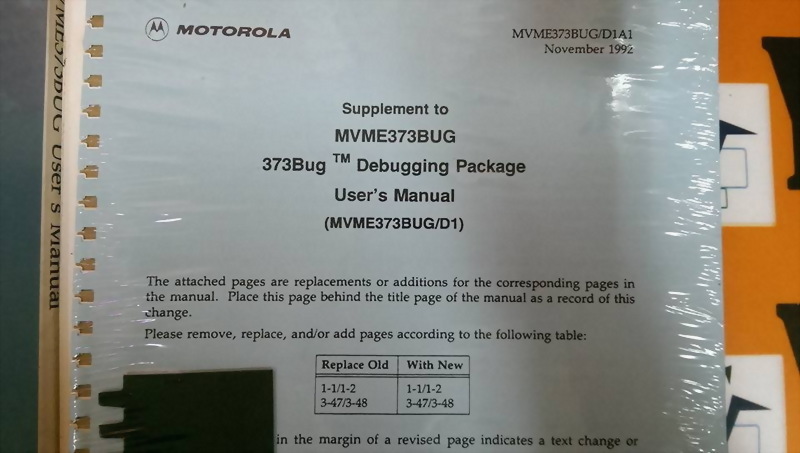 MVME373BUG User's Manual
MOTOROLA
MVME373BUG/D1A1
November 1992
Supplement to
MVME373BUG
373Bug TM Debugging Package
User's Manual
(MVME373BUG/D1)
The attached pages are replacements or additions for the corresponding pages in
the manual. Place this page behind the title page of the manual as a record of this
change.
Please remove, replace, and/or add pages according to the following table:
Replace Old With New
1-1/1-2 1-1/1-2
3-47/3-48 3-47/3-48
in the margin of a revised page indicates a text change or